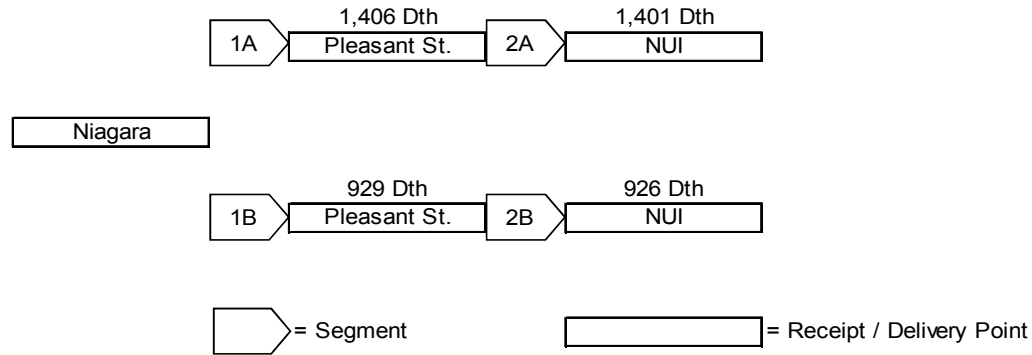 1,406 Dth 1,401 Dth
1A Pleasant St. 2A NUI
Niagara
929 Dth 926 Dth
1B Pleasant St. 2B NUI
= Segment = Receipt / Delivery Point